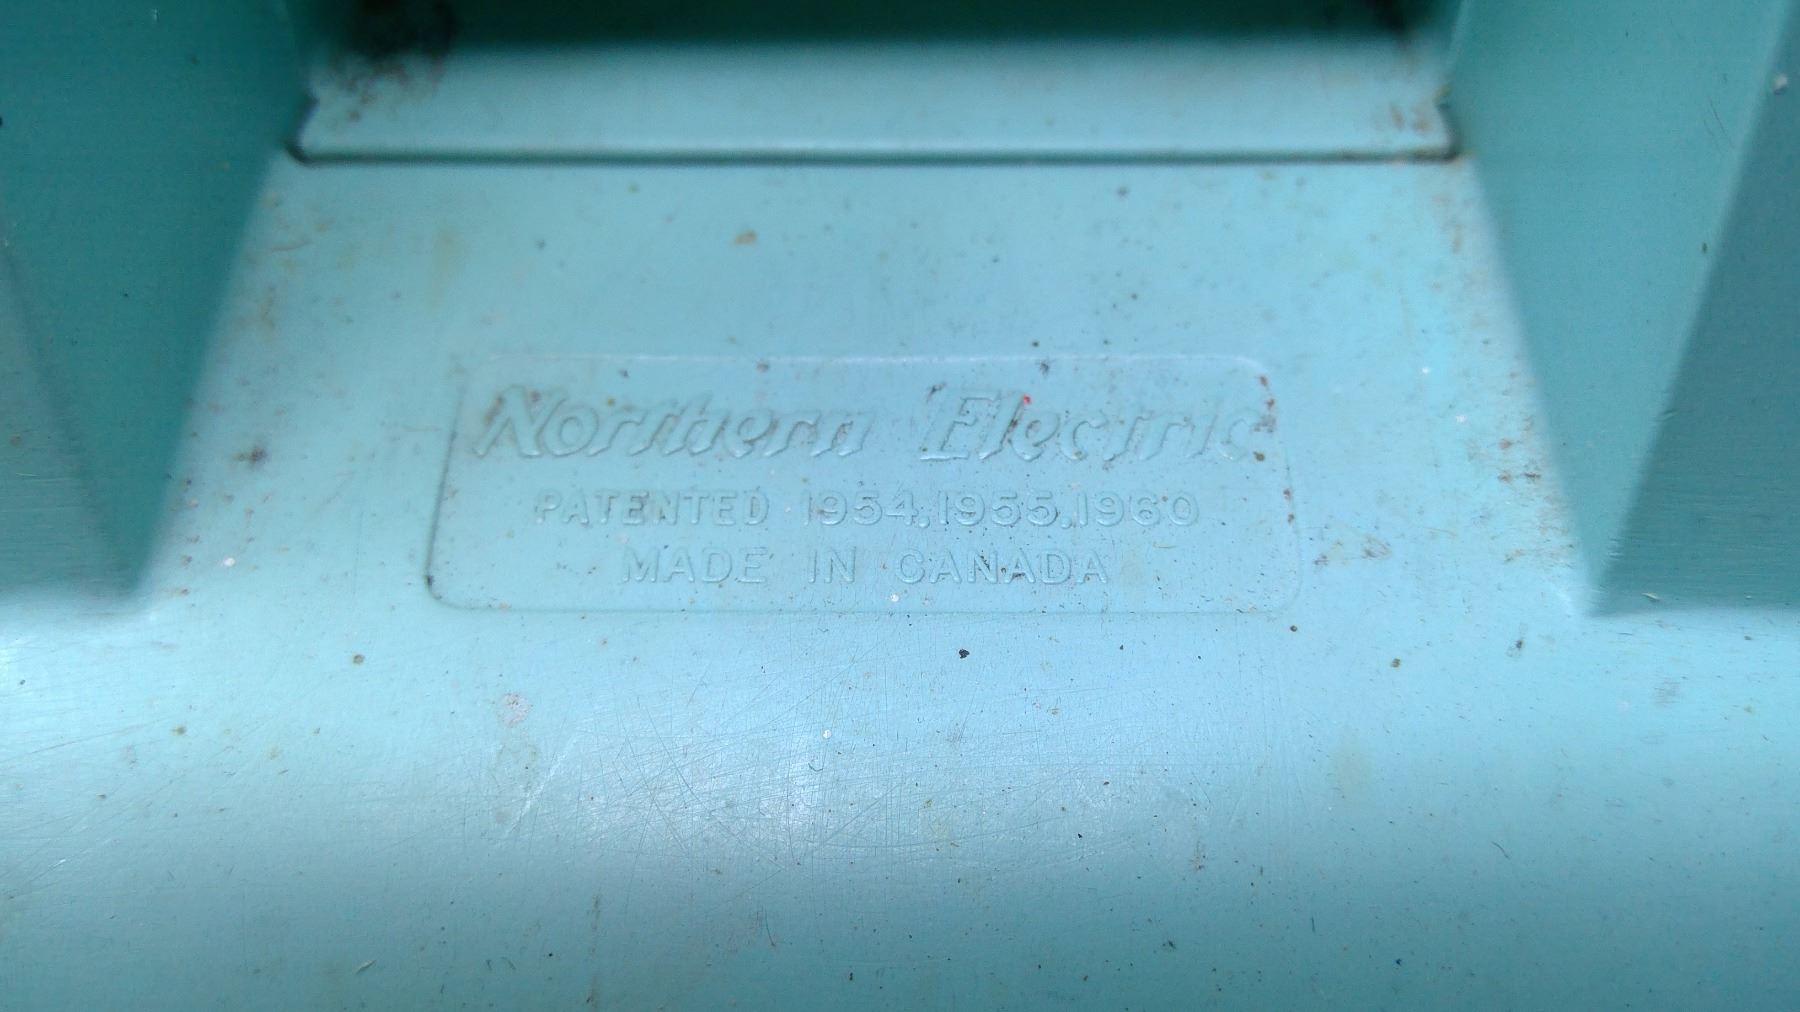 Northern Electric
PATENTED 1954,1955,1960
MADE IN CANADA